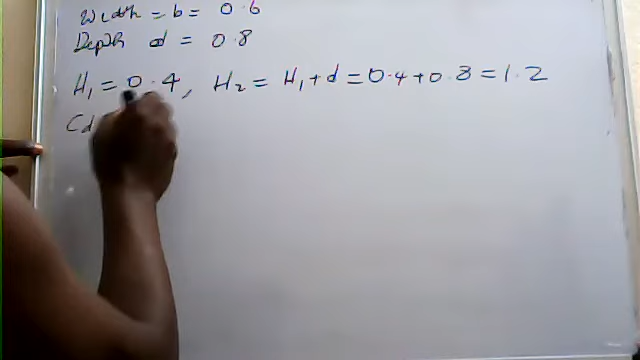 Width = b = 0.6
Depth d = 0.8
H₁ = 0.4, H₂ = H₁ + d = 0.4 + 0.8 = 1.2
Cd